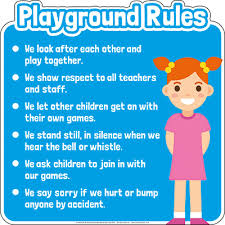 Playground Rules
We look after each other and
play together.
We show respect to all teachers
and staff.
We let other children get on with
their own games.
We stand still, in silence when we
hear the bell or whistle.
We ask children to join in with
our games.
We say sorry if we hurt or bump
anyone by accident.